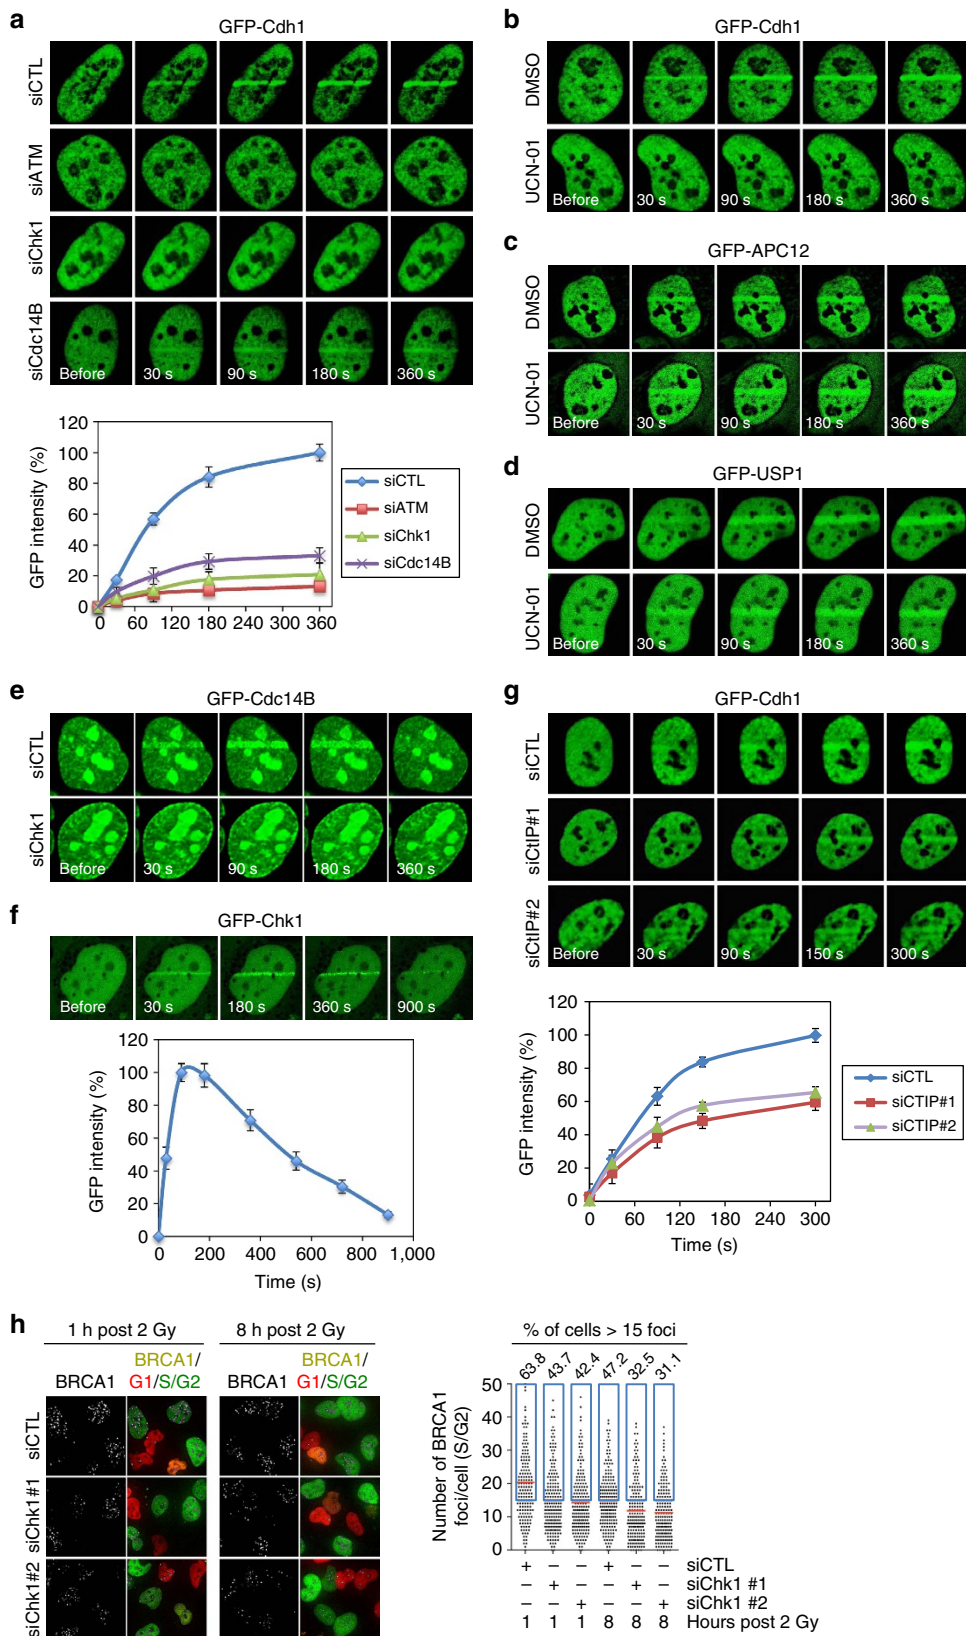 a
GFP-Cdh1
siCTL
siATM
siChk1
siCdc14B
Before 30 s 90 s 180 s 360 s
GFP intensity (%)
120
100
80
60
40
20
0
0 60 120 180 240 300 360
siCTL
siATM
siChk1
siCdc14B
b
GFP-Cdh1
DMSO
UCN-01
Before 30 s 90 s 180 s 360 s
c
GFP-APC12
DMSO
UCN-01
Before 30 s 90 s 180 s 360 s
d
GFP-USP1
DMSO
UCN-01
Before 30 s 90 s 180 s 360 s
e
GFP-Cdc14B
siCTL
siChk1
Before 30 s 90 s 180 s 360 s
f
GFP-Chk1
Before 30 s 180 s 360 s 900 s
GFP intensity (%)
120
100
80
60
40
20
0
0 200 400 600 800 1,000
Time (s)
g
GFP-Cdh1
siCTL
siCtIP#1
siCtIP#2
Before 30 s 90 s 150 s 300 s
GFP intensity (%)
120
100
80
60
40
20
0
0 60 120 180 240 300
Time (s)
siCTL
siCTIP#1
siCTIP#2
h
1 h post 2 Gy 8 h post 2 Gy
BRCA1/ BRCA1/
BRCA1 G1/S/G2 BRCA1 G1/S/G2
siCTL
siChk1#1
siChk1#2
% of cells > 15 foci
63.8 43.7 42.4 47.2 32.5 31.1
Number of BRCA1
foci/cell (S/G2)
50
40
30
20
10
0
+ – – + – – siCTL
– + – – + – siChk1 #1
– – + – – + siChk1 #2
1 1 1 8 8 8 Hours post 2 Gy